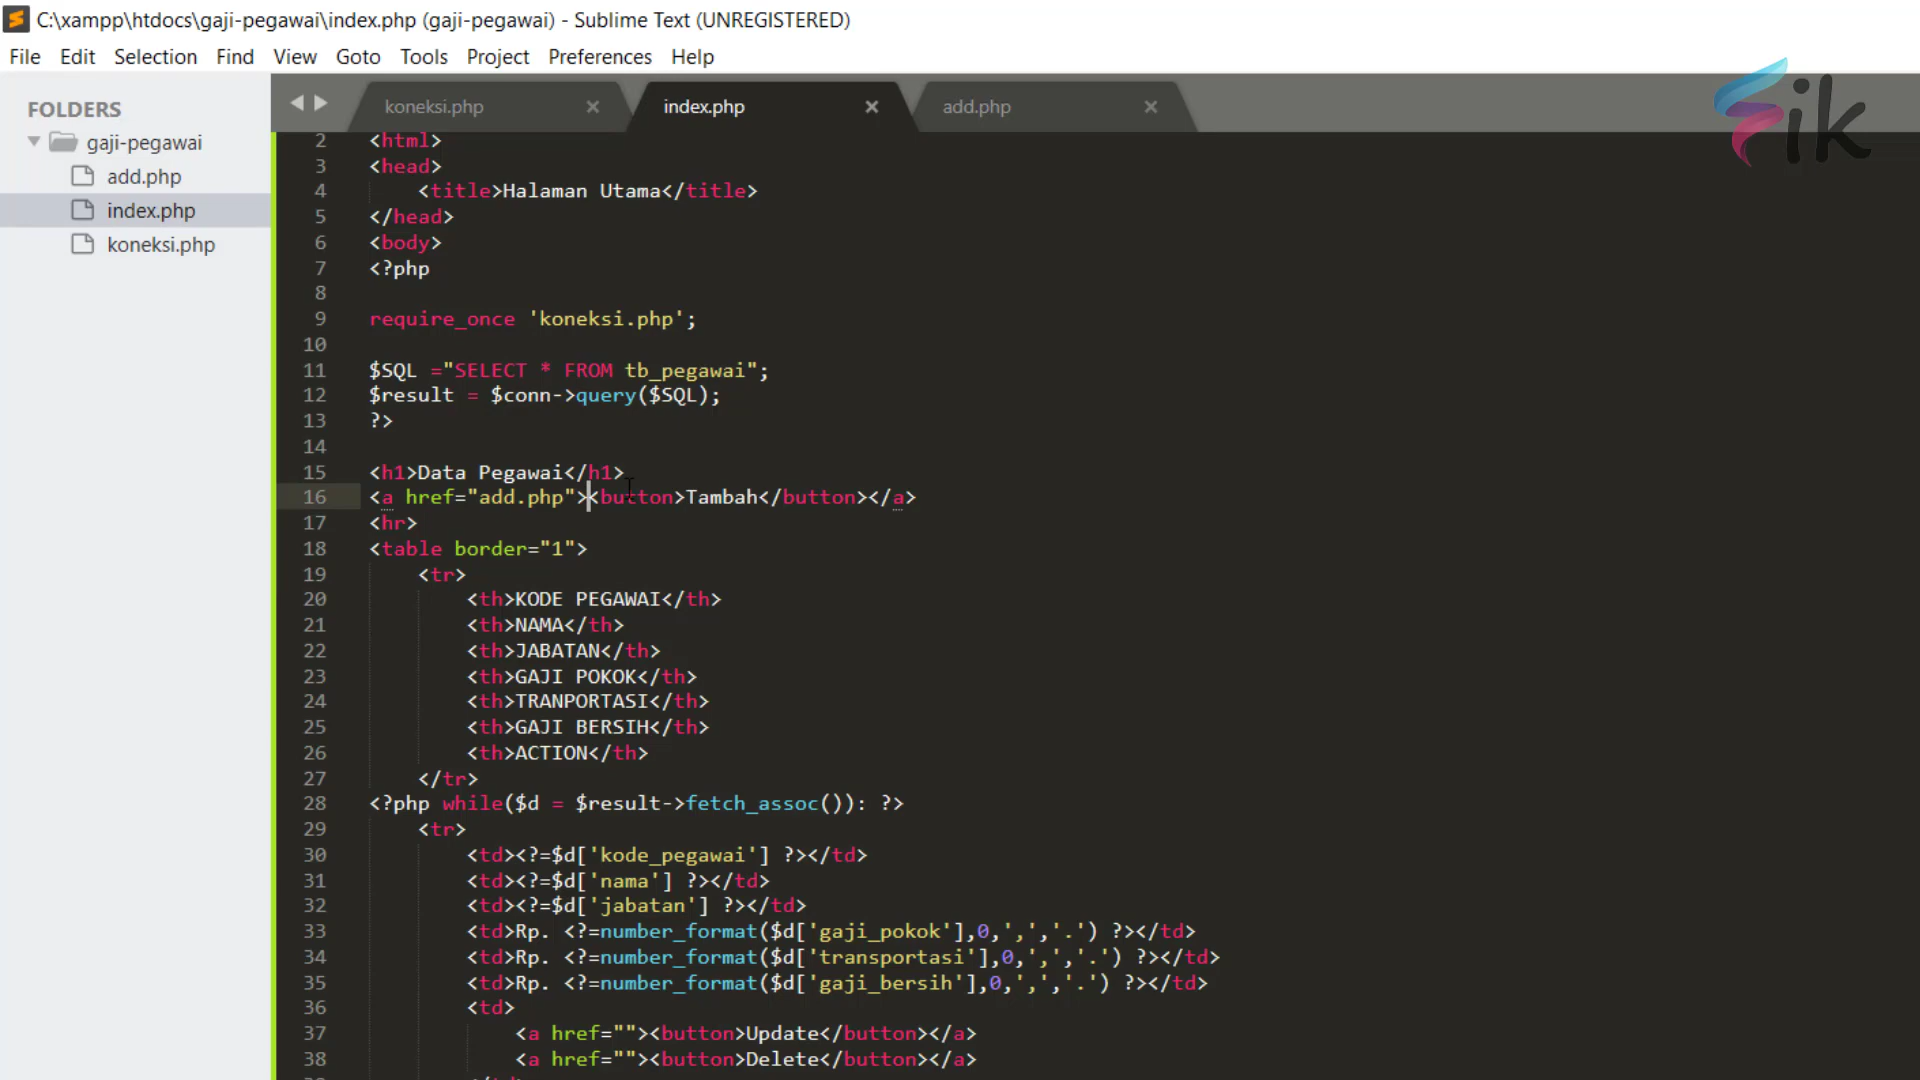 C:\xampp\htdocs\gaji-pegawai\index.php (gaji-pegawai) - Sublime Text (UNREGISTERED)
File Edit Selection Find View Goto Tools Project Preferences Help
FOLDERS
gaji-pegawai
add.php
index.php
koneksi.php
koneksi.php index.php add.php
ik
2 <html>
3 <head>
4 <title>Halaman Utama</title>
5 </head>
6 <body>
7 <?php
8
9 require_once 'koneksi.php';
10
11 $SQL ="SELECT * FROM tb_pegawai";
12 $result = $conn->query($SQL);
13 ?>
14
15 <h1>Data Pegawai</h1>
16 <a href="add.php"><button>Tambah</button></a>
17 <hr>
18 <table border="1">
19 <tr>
20 <th>KODE PEGAWAI</th>
21 <th>NAMA</th>
22 <th>JABATAN</th>
23 <th>GAJI POKOK</th>
24 <th>TRANPORTASI</th>
25 <th>GAJI BERSIH</th>
26 <th>ACTION</th>
27 </tr>
28 <?php while($d = $result->fetch_assoc()): ?>
29 <tr>
30 <td><?=$d['kode_pegawai'] ?></td>
31 <td><?=$d['nama'] ?></td>
32 <td><?=$d['jabatan'] ?></td>
33 <td>Rp. <?=number_format($d['gaji_pokok'],0,',','.') ?></td>
34 <td>Rp. <?=number_format($d['transportasi'],0,',','.') ?></td>
35 <td>Rp. <?=number_format($d['gaji_bersih'],0,',','.') ?></td>
36 <td>
37 <a href=""><button>Update</button></a>
38 <a href=""><button>Delete</button></a>